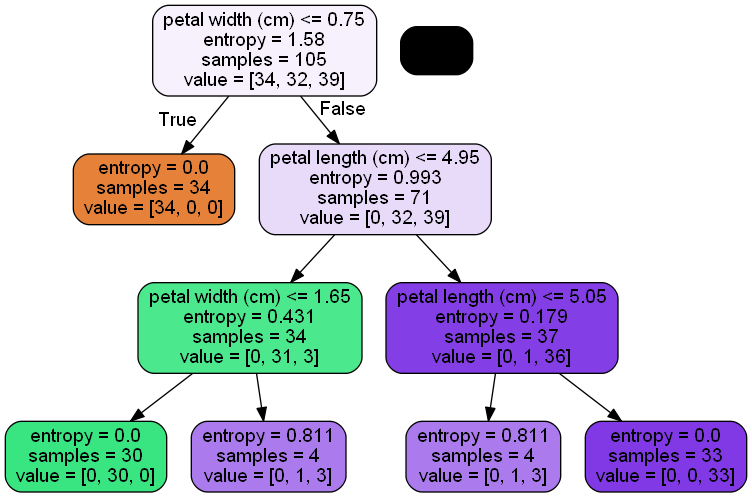 petal width (cm) <= 0.75
entropy = 1.58
samples = 105
value = [34, 32, 39]
True
False
entropy = 0.0
samples = 34
value = [34, 0, 0]
petal length (cm) <= 4.95
entropy = 0.993
samples = 71
value = [0, 32, 39]
petal width (cm) <= 1.65
entropy = 0.431
samples = 34
value = [0, 31, 3]
petal length (cm) <= 5.05
entropy = 0.179
samples = 37
value = [0, 1, 36]
entropy = 0.0
samples = 30
value = [0, 30, 0]
entropy = 0.811
samples = 4
value = [0, 1, 3]
entropy = 0.811
samples = 4
value = [0, 1, 3]
entropy = 0.0
samples = 33
value = [0, 0, 33]